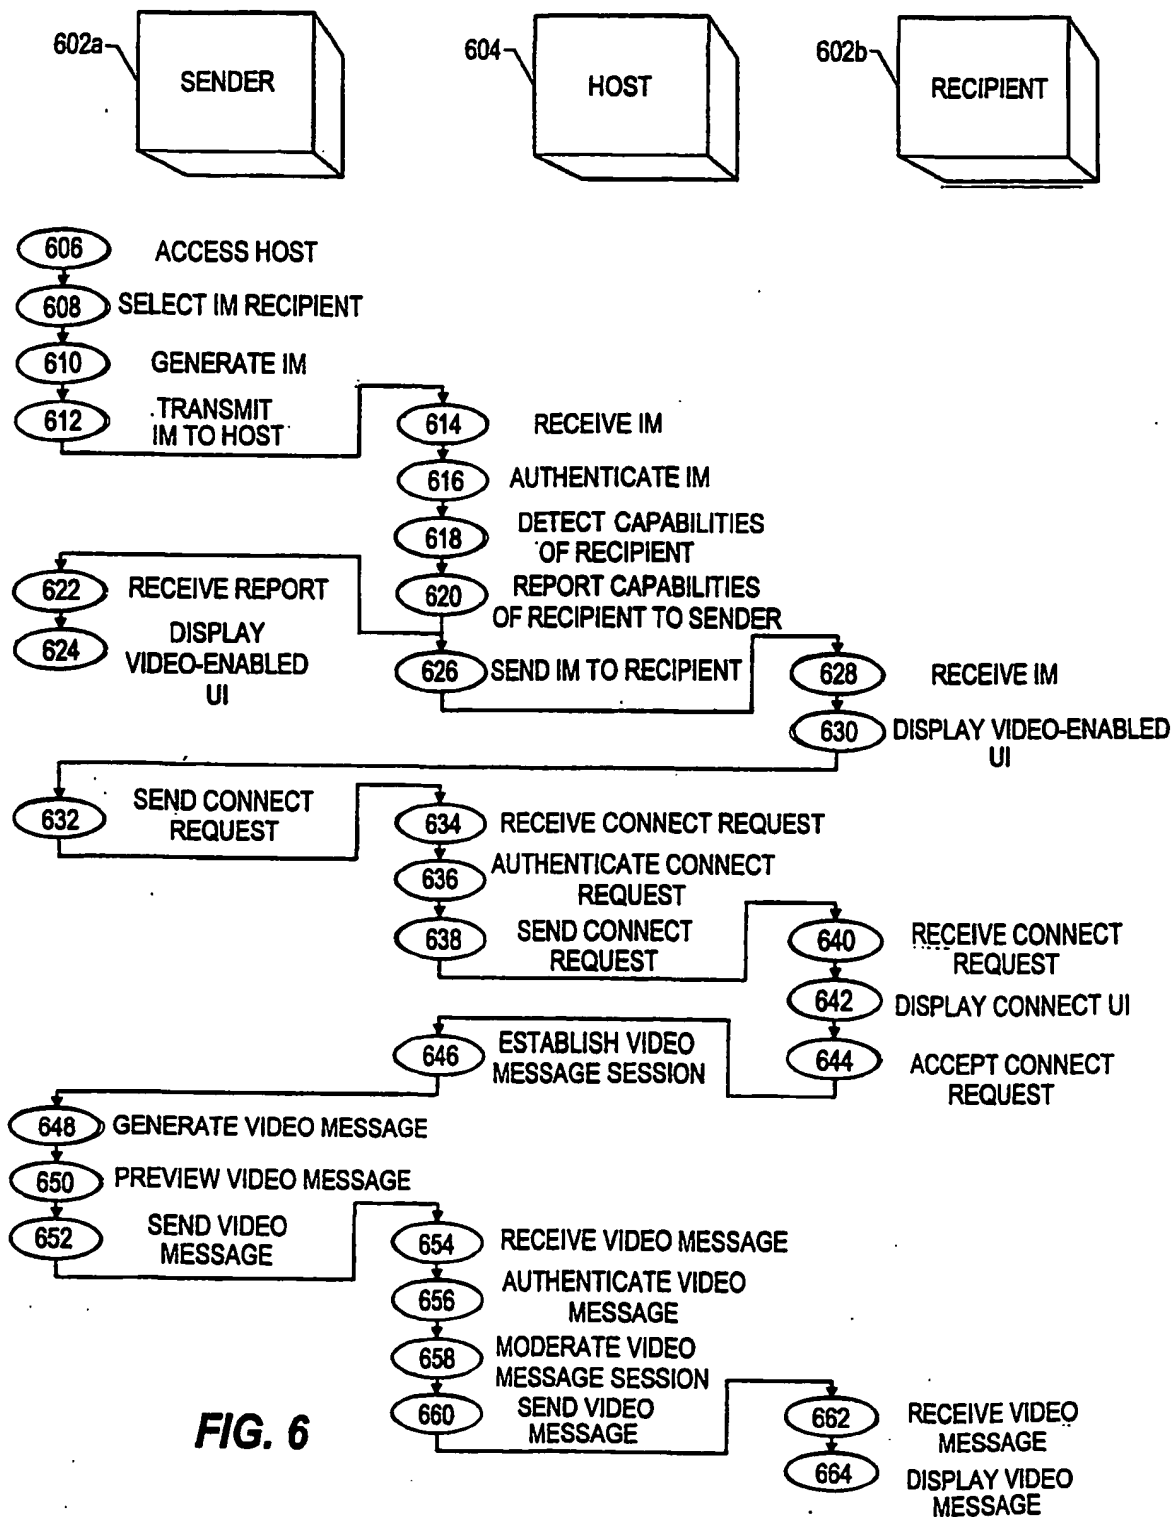 602a
SENDER
604
HOST
602b
RECIPIENT
606 ACCESS HOST
608 SELECT IM RECIPIENT
610 GENERATE IM
612 TRANSMIT
IM TO HOST
614 RECEIVE IM
616 AUTHENTICATE IM
618 DETECT CAPABILITIES
OF RECIPIENT
620 REPORT CAPABILITIES
OF RECIPIENT TO SENDER
622 RECEIVE REPORT
624 DISPLAY
VIDEO-ENABLED
UI
626 SEND IM TO RECIPIENT
628 RECEIVE IM
630 DISPLAY VIDEO-ENABLED
UI
632 SEND CONNECT
REQUEST
634 RECEIVE CONNECT REQUEST
636 AUTHENTICATE CONNECT
REQUEST
638 SEND CONNECT
REQUEST
640 RECEIVE CONNECT
REQUEST
642 DISPLAY CONNECT UI
644 ACCEPT CONNECT
REQUEST
646 ESTABLISH VIDEO
MESSAGE SESSION
648 GENERATE VIDEO MESSAGE
650 PREVIEW VIDEO MESSAGE
652 SEND VIDEO
MESSAGE
654 RECEIVE VIDEO MESSAGE
656 AUTHENTICATE VIDEO
MESSAGE
658 MODERATE VIDEO
MESSAGE SESSION
660 SEND VIDEO
MESSAGE
662 RECEIVE VIDEO
MESSAGE
664 DISPLAY VIDEO
MESSAGE
FIG. 6